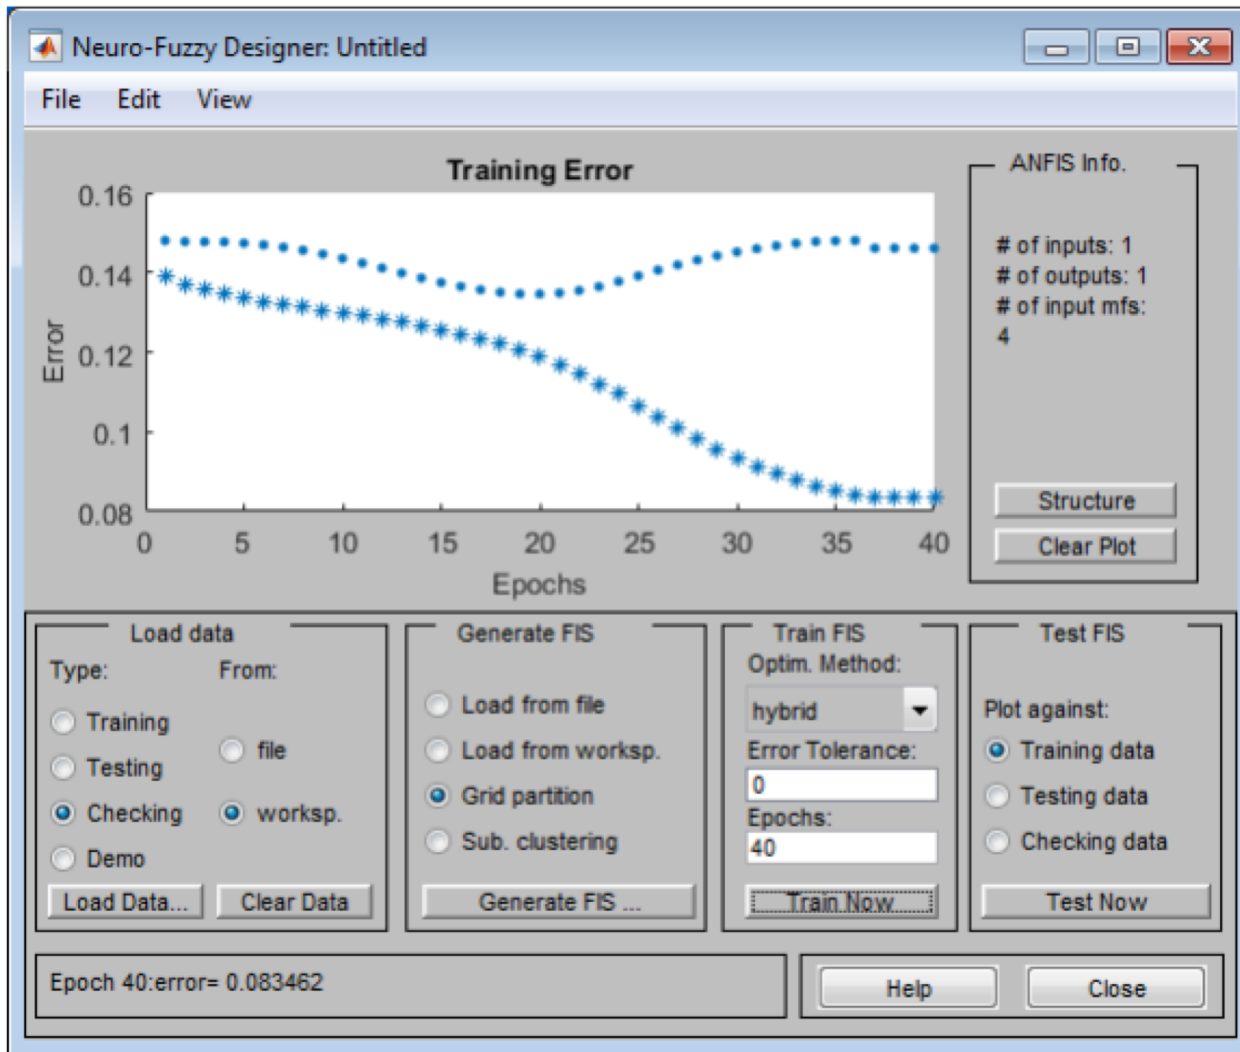 Neuro-Fuzzy Designer: Untitled
File Edit View
Training Error
0.16
0.14
0.12
0.1
0.08
Error
0 5 10 15 20 25 30 35 40
Epochs
ANFIS Info.
# of inputs: 1
# of outputs: 1
# of input mfs:
4
Structure
Clear Plot
Load data
Type: From:
Training
file
Testing
Checking
worksp.
Demo
Load Data... Clear Data
Generate FIS
Load from file
Load from worksp.
Grid partition
Sub. clustering
Generate FIS ...
Train FIS
Optim. Method:
hybrid
Error Tolerance:
0
Epochs:
40
Train Now
Test FIS
Plot against:
Training data
Testing data
Checking data
Test Now
Epoch 40:error= 0.083462
Help Close